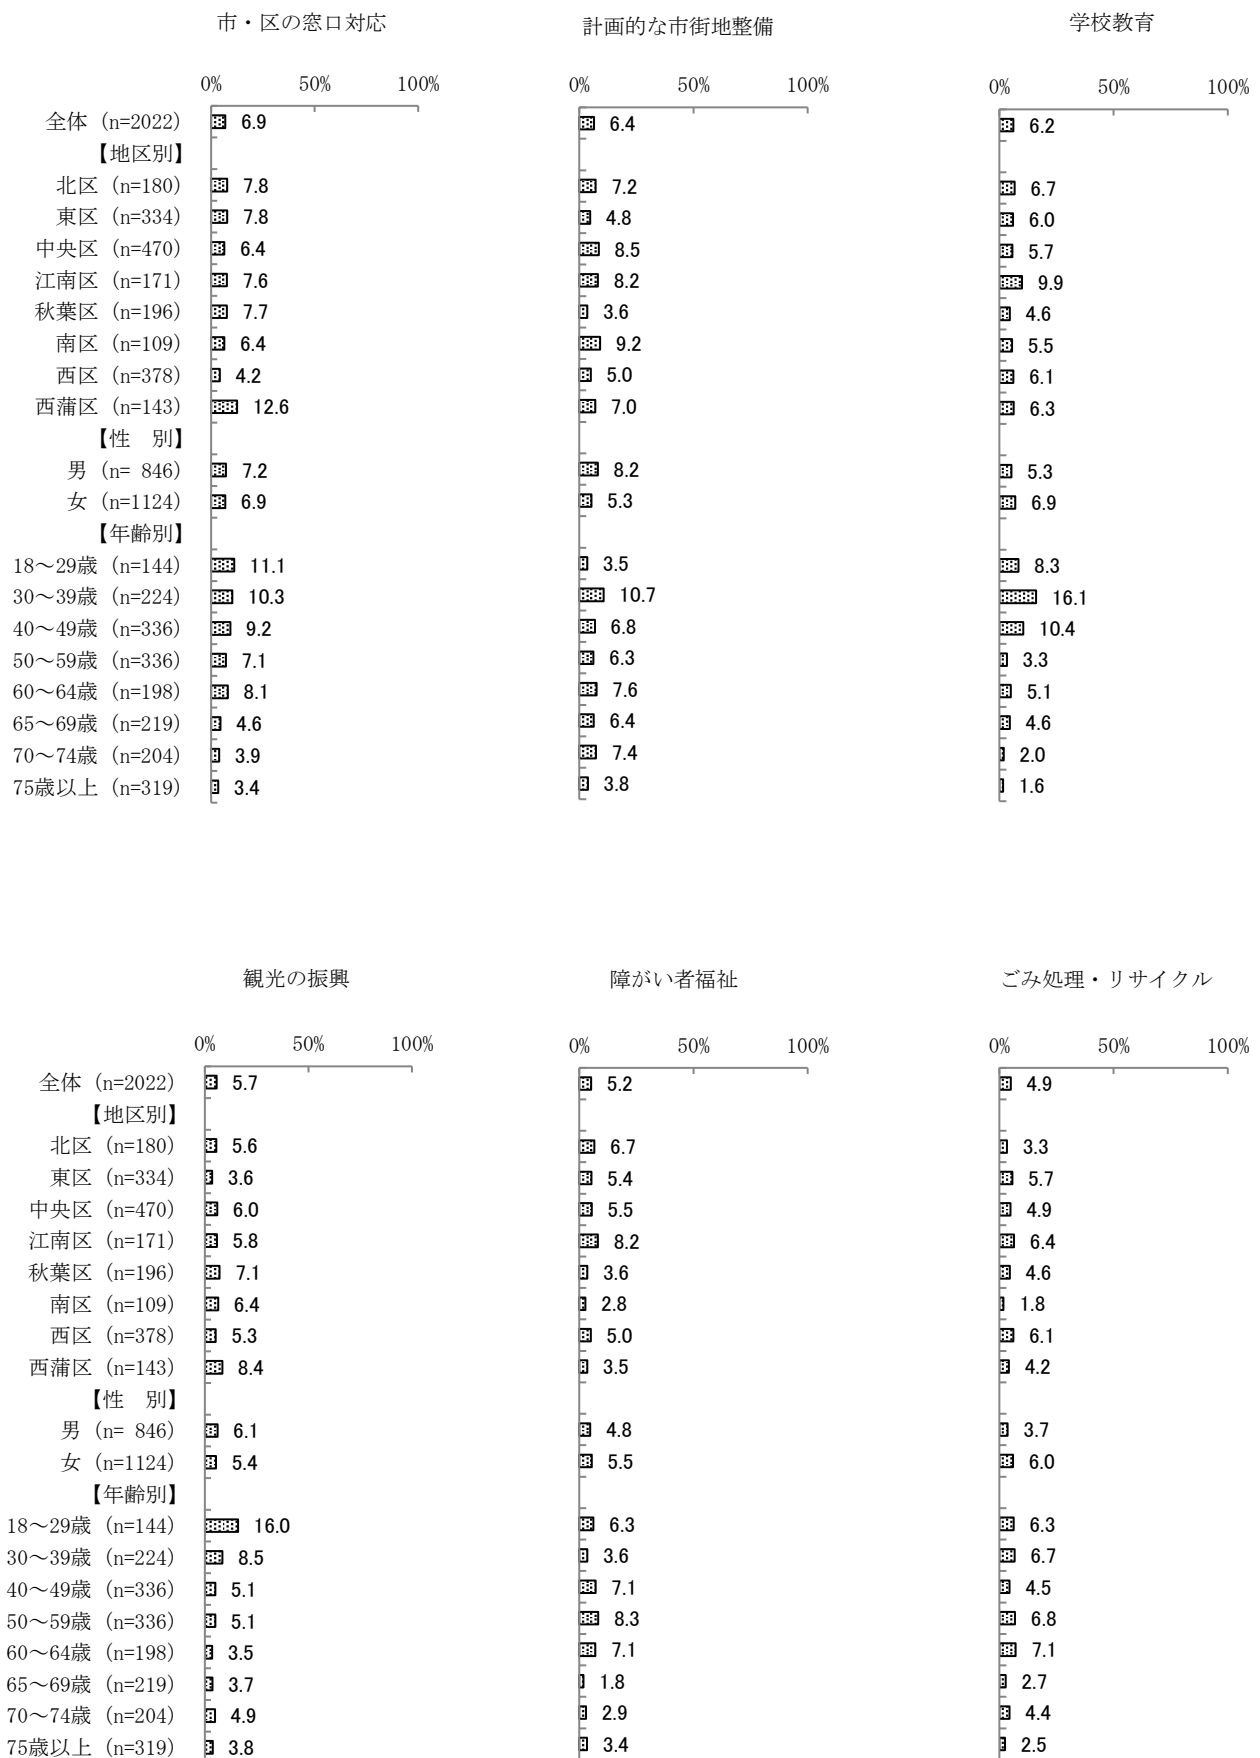 市・区の窓口対応　計画的な市街地整備　学校教育
0% 50% 100% 0% 50% 100% 0% 50% 100%
全体 (n=2022) 6.9 6.4 6.2
【地区別】
北区 (n=180) 7.8 7.2 6.7
東区 (n=334) 7.8 4.8 6.0
中央区 (n=470) 6.4 8.5 5.7
江南区 (n=171) 7.6 8.2 9.9
秋葉区 (n=196) 7.7 3.6 4.6
南区 (n=109) 6.4 9.2 5.5
西区 (n=378) 4.2 5.0 6.1
西蒲区 (n=143) 12.6 7.0 6.3
【性　別】
男 (n= 846) 7.2 8.2 5.3
女 (n=1124) 6.9 5.3 6.9
【年齢別】
18～29歳 (n=144) 11.1 3.5 8.3
30～39歳 (n=224) 10.3 10.7 16.1
40～49歳 (n=336) 9.2 6.8 10.4
50～59歳 (n=336) 7.1 6.3 3.3
60～64歳 (n=198) 8.1 7.6 5.1
65～69歳 (n=219) 4.6 6.4 4.6
70～74歳 (n=204) 3.9 7.4 2.0
75歳以上 (n=319) 3.4 3.8 1.6
観光の振興　障がい者福祉　ごみ処理・リサイクル
0% 50% 100% 0% 50% 100% 0% 50% 100%
全体 (n=2022) 5.7 5.2 4.9
【地区別】
北区 (n=180) 5.6 6.7 3.3
東区 (n=334) 3.6 5.4 5.7
中央区 (n=470) 6.0 5.5 4.9
江南区 (n=171) 5.8 8.2 6.4
秋葉区 (n=196) 7.1 3.6 4.6
南区 (n=109) 6.4 2.8 1.8
西区 (n=378) 5.3 5.0 6.1
西蒲区 (n=143) 8.4 3.5 4.2
【性　別】
男 (n= 846) 6.1 4.8 3.7
女 (n=1124) 5.4 5.5 6.0
【年齢別】
18～29歳 (n=144) 16.0 6.3 6.3
30～39歳 (n=224) 8.5 3.6 6.7
40～49歳 (n=336) 5.1 7.1 4.5
50～59歳 (n=336) 5.1 8.3 6.8
60～64歳 (n=198) 3.5 7.1 7.1
65～69歳 (n=219) 3.7 1.8 2.7
70～74歳 (n=204) 4.9 2.9 4.4
75歳以上 (n=319) 3.8 3.4 2.5